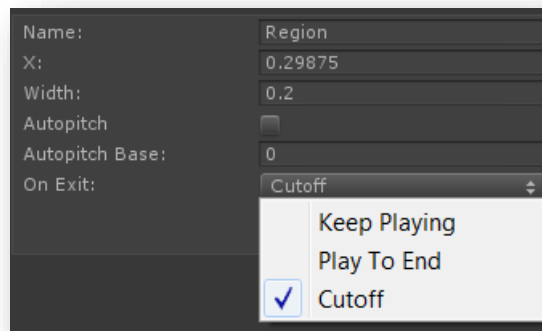 Name: Region
X: 0.29875
Width: 0.2
Autopitch
Autopitch Base: 0
On Exit: Cutoff
Keep Playing
Play To End
Cutoff